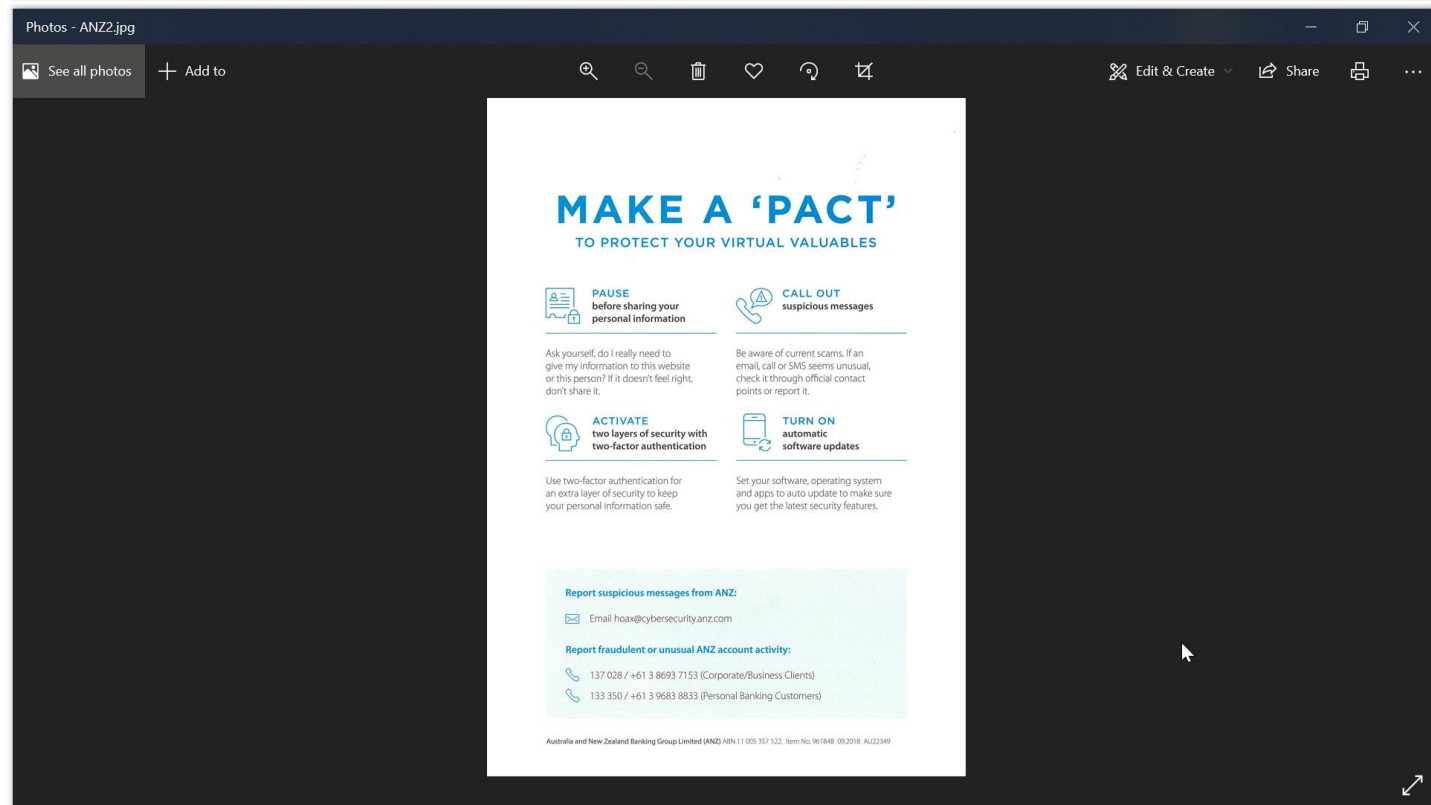 Photos - ANZ2.jpg
See all photos
Add to
Edit & Create
Share
MAKE A ‘PACT’
TO PROTECT YOUR VIRTUAL VALUABLES
PAUSE
before sharing your
personal information
Ask yourself, do I really need to
give my information to this website
or this person? If it doesn't feel right,
don't share it.
CALL OUT
suspicious messages
Be aware of current scams. If an
email, call or SMS seems unusual,
check it through official contact
points or report it.
ACTIVATE
two layers of security with
two-factor authentication
Use two-factor authentication for
an extra layer of security to keep
your personal information safe.
TURN ON
automatic
software updates
Set your software, operating system
and apps to auto update to make sure
you get the latest security features.
Report suspicious messages from ANZ:
Email hoax@cybersecurity.anz.com
Report fraudulent or unusual ANZ account activity:
137 028 / +61 3 8693 7153 (Corporate/Business Clients)
133 350 / +61 3 9683 8833 (Personal Banking Customers)
Australia and New Zealand Banking Group Limited (ANZ) ABN 11 005 357 522. Item No. 96184B 09.2018 AU22349